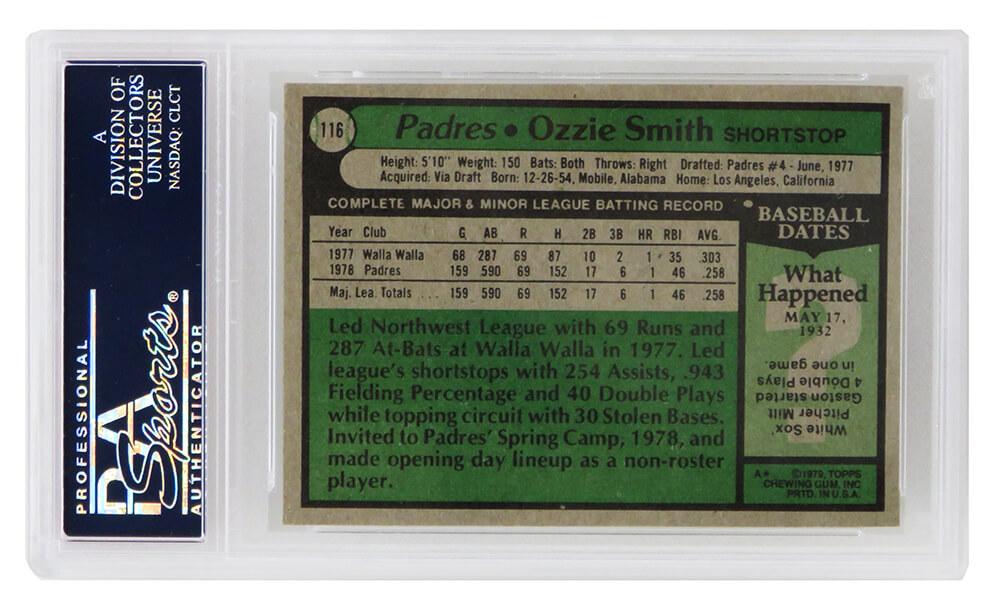 A
DIVISION OF
COLLECTORS
UNIVERSE
NASDAQ: CLCT
PROFESSIONAL
PSA
Sports®
AUTHENTICATOR
116
Padres • Ozzie Smith SHORTSTOP
Height: 5'10" Weight: 150 Bats: Both Throws: Right Drafted: Padres #4 - June, 1977
Acquired: Via Draft Born: 12-26-54, Mobile, Alabama Home: Los Angeles, California
COMPLETE MAJOR & MINOR LEAGUE BATTING RECORD
Year Club G AB R H 2B 3B HR RBI AVG.
1977 Walla Walla 68 287 69 87 10 2 1 35 .303
1978 Padres 159 590 69 152 17 6 1 46 .258
Maj. Lea. Totals ... 159 590 69 152 17 6 1 46 .258
Led Northwest League with 69 Runs and
287 At-Bats at Walla Walla in 1977. Led
league's shortstops with 254 Assists, .943
Fielding Percentage and 40 Double Plays
while topping circuit with 30 Stolen Bases.
Invited to Padres' Spring Camp, 1978, and
made opening day lineup as a non-roster
player.
BASEBALL
DATES
What
Happened
MAY 17,
1932
?
White Sox'
Pitcher Milt
Gaston started
4 Double Plays
in one game.
A* ©1979, TOPPS
CHEWING GUM, INC
PRTD. IN U.S.A.